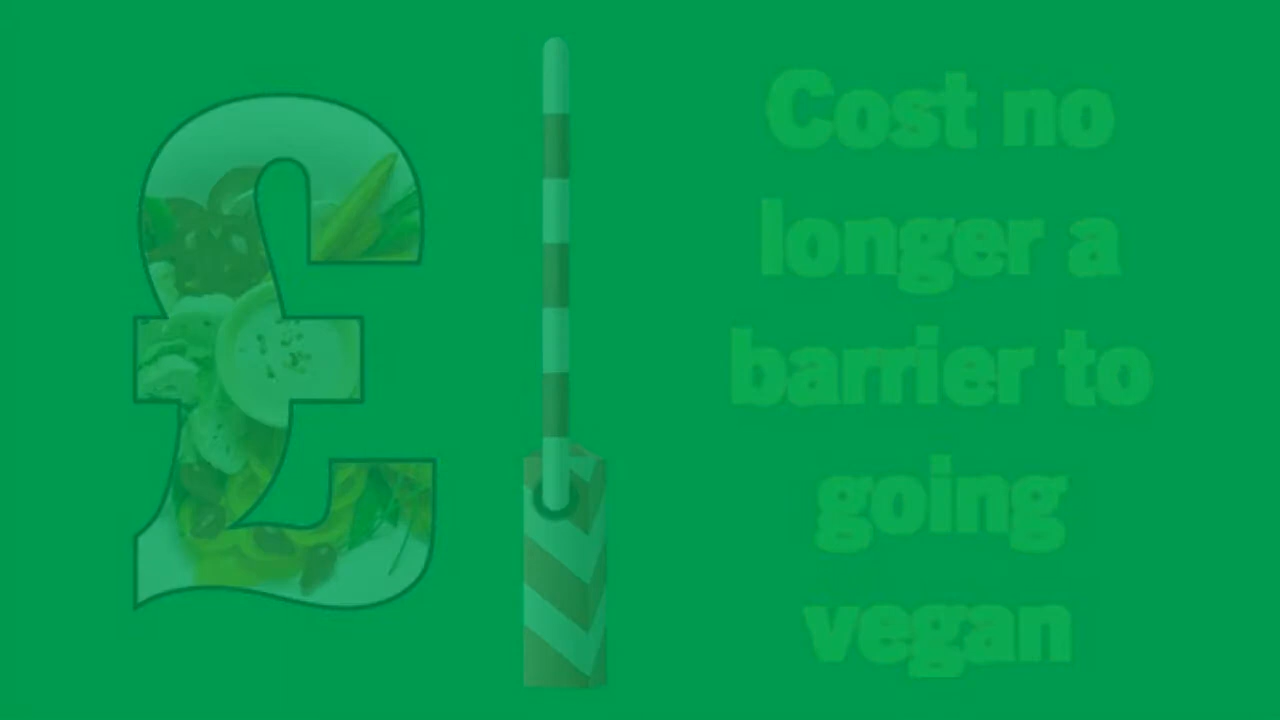 £
Cost no
longer a
barrier to
going
vegan